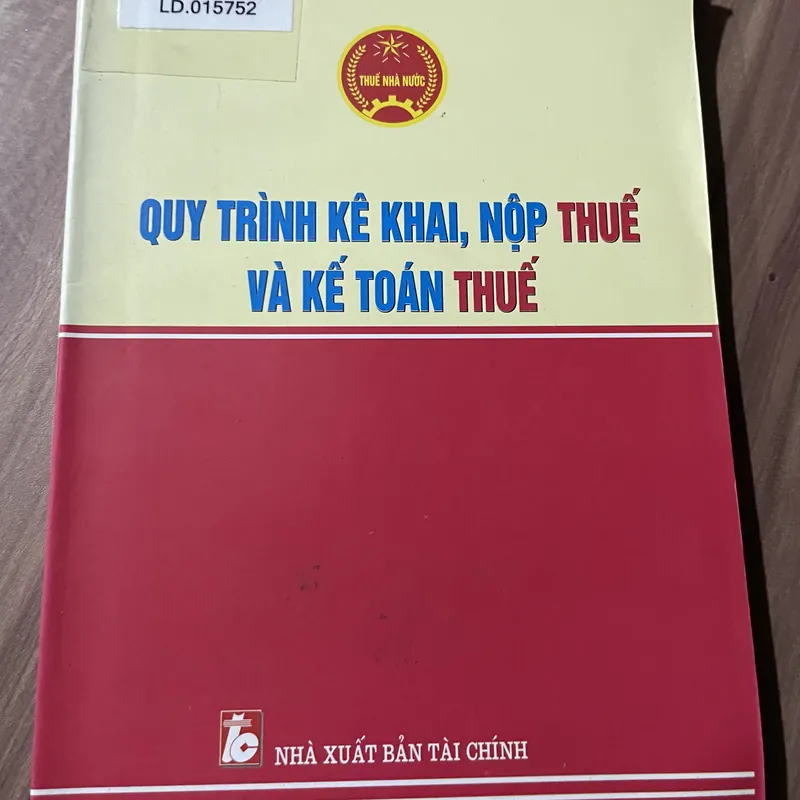 LD.015752
THUẾ NHÀ NƯỚC
QUY TRÌNH KÊ KHAI, NỘP THUẾ
VÀ KẾ TOÁN THUẾ
tc
NHÀ XUẤT BẢN TÀI CHÍNH